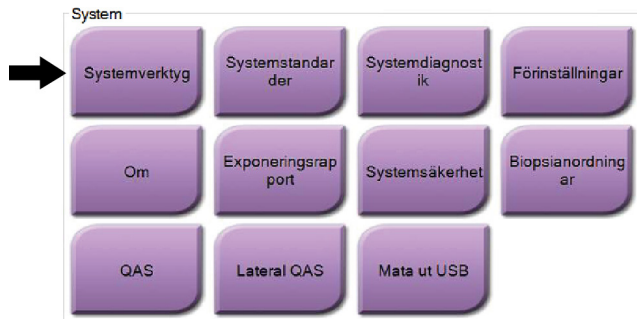 System
Systemverktyg
Systemstandar
der
Systemdiagnost
ik
Förinställningar
Om
Exponeringsrap
port
Systemsäkerhet
Biopsianordning
ar
QAS
Lateral QAS
Mata ut USB